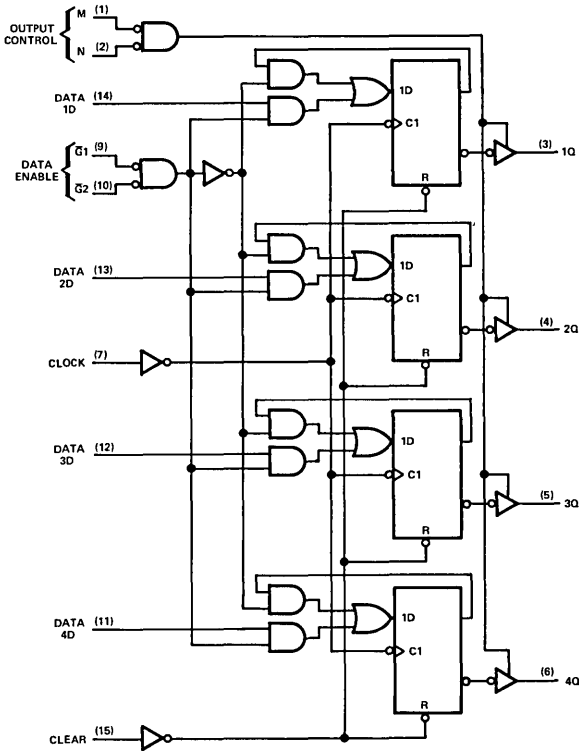 OUTPUT CONTROL
M (1)
N (2)
DATA 1D (14)
1D
C1
R
(3) 1Q
DATA ENABLE
G̅1 (9)
G̅2 (10)
DATA 2D (13)
1D
C1
R
(4) 2Q
CLOCK (7)
DATA 3D (12)
1D
C1
R
(5) 3Q
DATA 4D (11)
1D
C1
R
(6) 4Q
CLEAR (15)